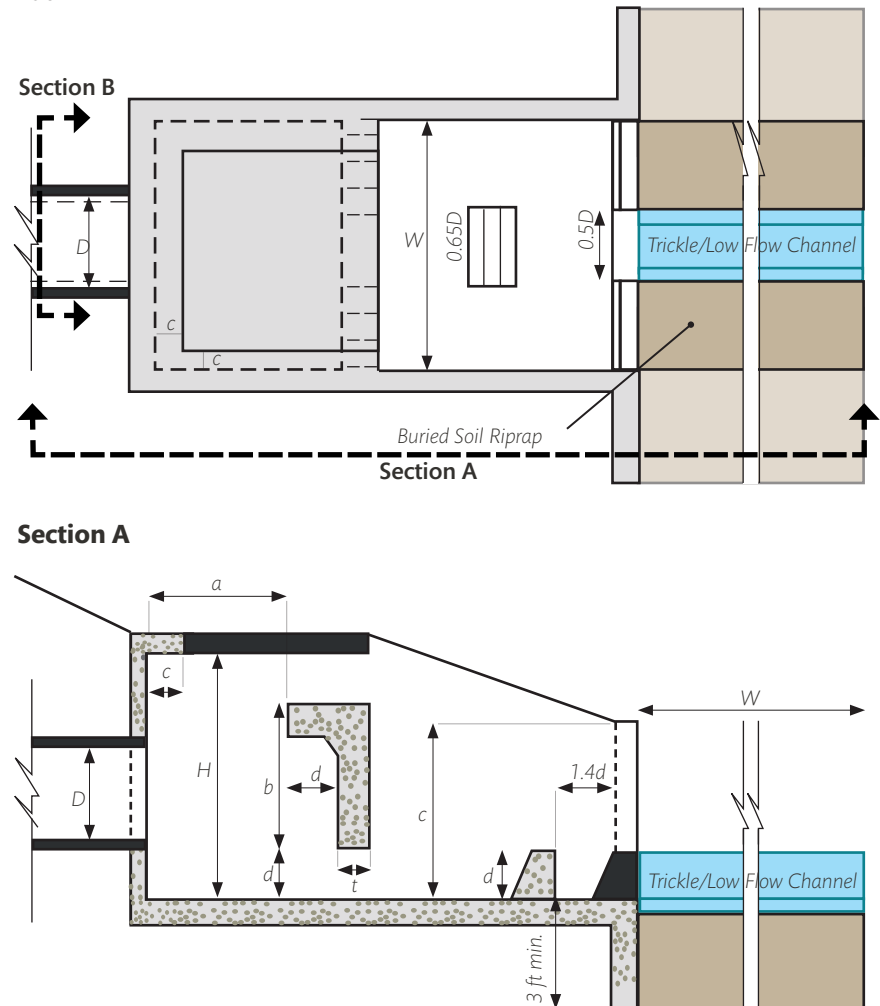 Section B
D
c
c
W
0.65D
0.5D
Trickle/Low Flow Channel
Buried Soil Riprap
Section A
Section A
a
c
H
D
b
d
d
t
c
d
1.4d
W
3 ft min.
Trickle/Low Flow Channel